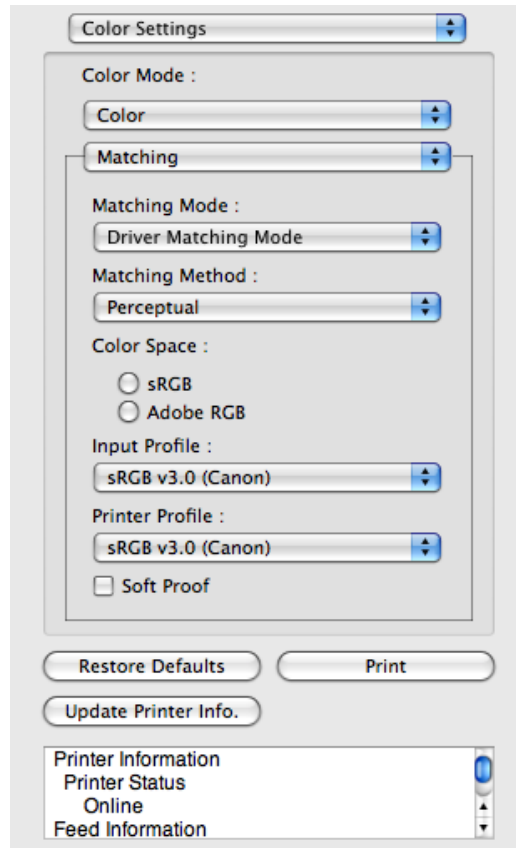 Color Settings
Color Mode :
Color
Matching
Matching Mode :
Driver Matching Mode
Matching Method :
Perceptual
Color Space :
sRGB
Adobe RGB
Input Profile :
sRGB v3.0 (Canon)
Printer Profile :
sRGB v3.0 (Canon)
Soft Proof
Restore Defaults
Print
Update Printer Info.
Printer Information
Printer Status
Online
Feed Information